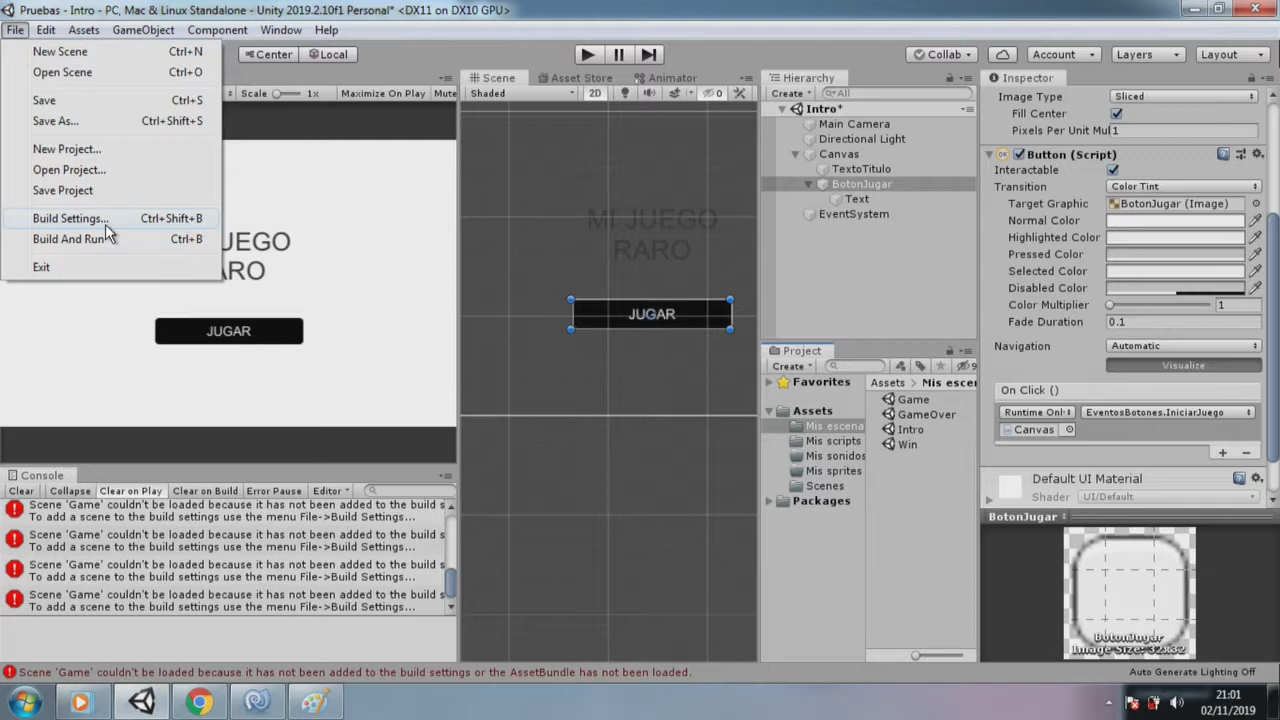 Pruebas - Intro - PC, Mac & Linux Standalone - Unity 2019.2.10f1 Personal* <DX11 on DX10 GPU>
File Edit Assets GameObject Component Window Help
New Scene Ctrl+N
Open Scene Ctrl+O
Save Ctrl+S
Save As... Ctrl+Shift+S
New Project...
Open Project...
Save Project
Build Settings... Ctrl+Shift+B
Build And Run Ctrl+B
Exit
Center Local
Collab Account Layers Layout
Scale 1x Maximize On Play Mute
UEGO
ARO
JUGAR
Scene Asset Store Animator
Shaded 2D 0
MI JUEGO
RARO
JUGAR
Hierarchy
Create All
Intro*
Main Camera
Directional Light
Canvas
TextoTitulo
BotonJugar
Text
EventSystem
Project
Create 9
Favorites
Assets
Mis escena
Mis scripts
Mis sonidos
Mis sprites
Scenes
Packages
Assets > Mis escen
Game
GameOver
Intro
Win
Inspector
Image Type Sliced
Fill Center
Pixels Per Unit Mul 1
Button (Script)
Interactable
Transition Color Tint
Target Graphic BotonJugar (Image)
Normal Color
Highlighted Color
Pressed Color
Selected Color
Disabled Color
Color Multiplier 1
Fade Duration 0.1
Navigation Automatic
Visualize
On Click ()
Runtime Onl EventosBotones.IniciarJuego
Canvas
Default UI Material
Shader UI/Default
BotonJugar
BotonJugar
Image Size: 32x32
Console
Clear Collapse Clear on Play Clear on Build Error Pause Editor
Scene 'Game' couldn't be loaded because it has not been added to the build s
To add a scene to the build settings use the menu File->Build Settings...
Scene 'Game' couldn't be loaded because it has not been added to the build s
To add a scene to the build settings use the menu File->Build Settings...
Scene 'Game' couldn't be loaded because it has not been added to the build s
To add a scene to the build settings use the menu File->Build Settings...
Scene 'Game' couldn't be loaded because it has not been added to the build s
To add a scene to the build settings use the menu File->Build Settings...
Scene 'Game' couldn't be loaded because it has not been added to the build settings or the AssetBundle has not been loaded.
Auto Generate Lighting Off
21:01
02/11/2019